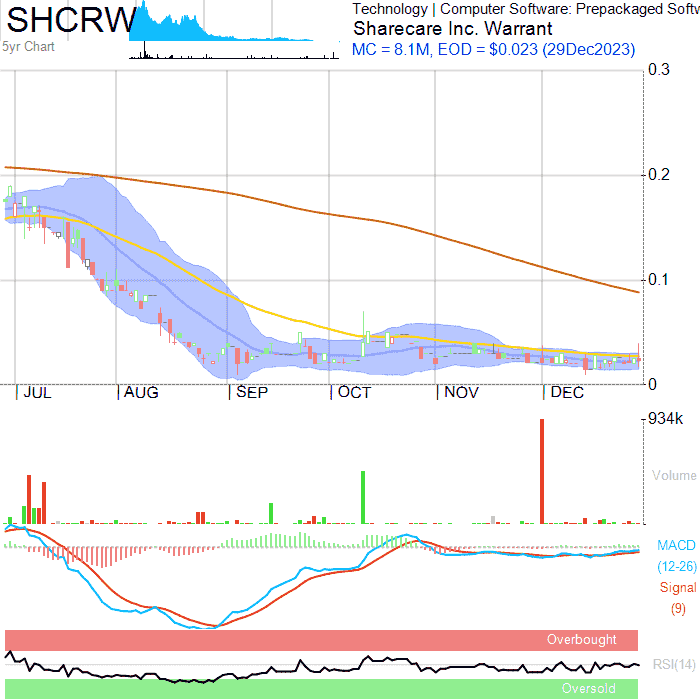 SHCRW
5yr Chart
Technology | Computer Software: Prepackaged Softw
Sharecare Inc. Warrant
MC = 8.1M, EOD = $0.023 (29Dec2023)
0.3
0.2
0.1
0
JUL AUG SEP OCT NOV DEC
934k
Volume
MACD
(12-26)
Signal
(9)
Overbought
RSI(14)
Oversold